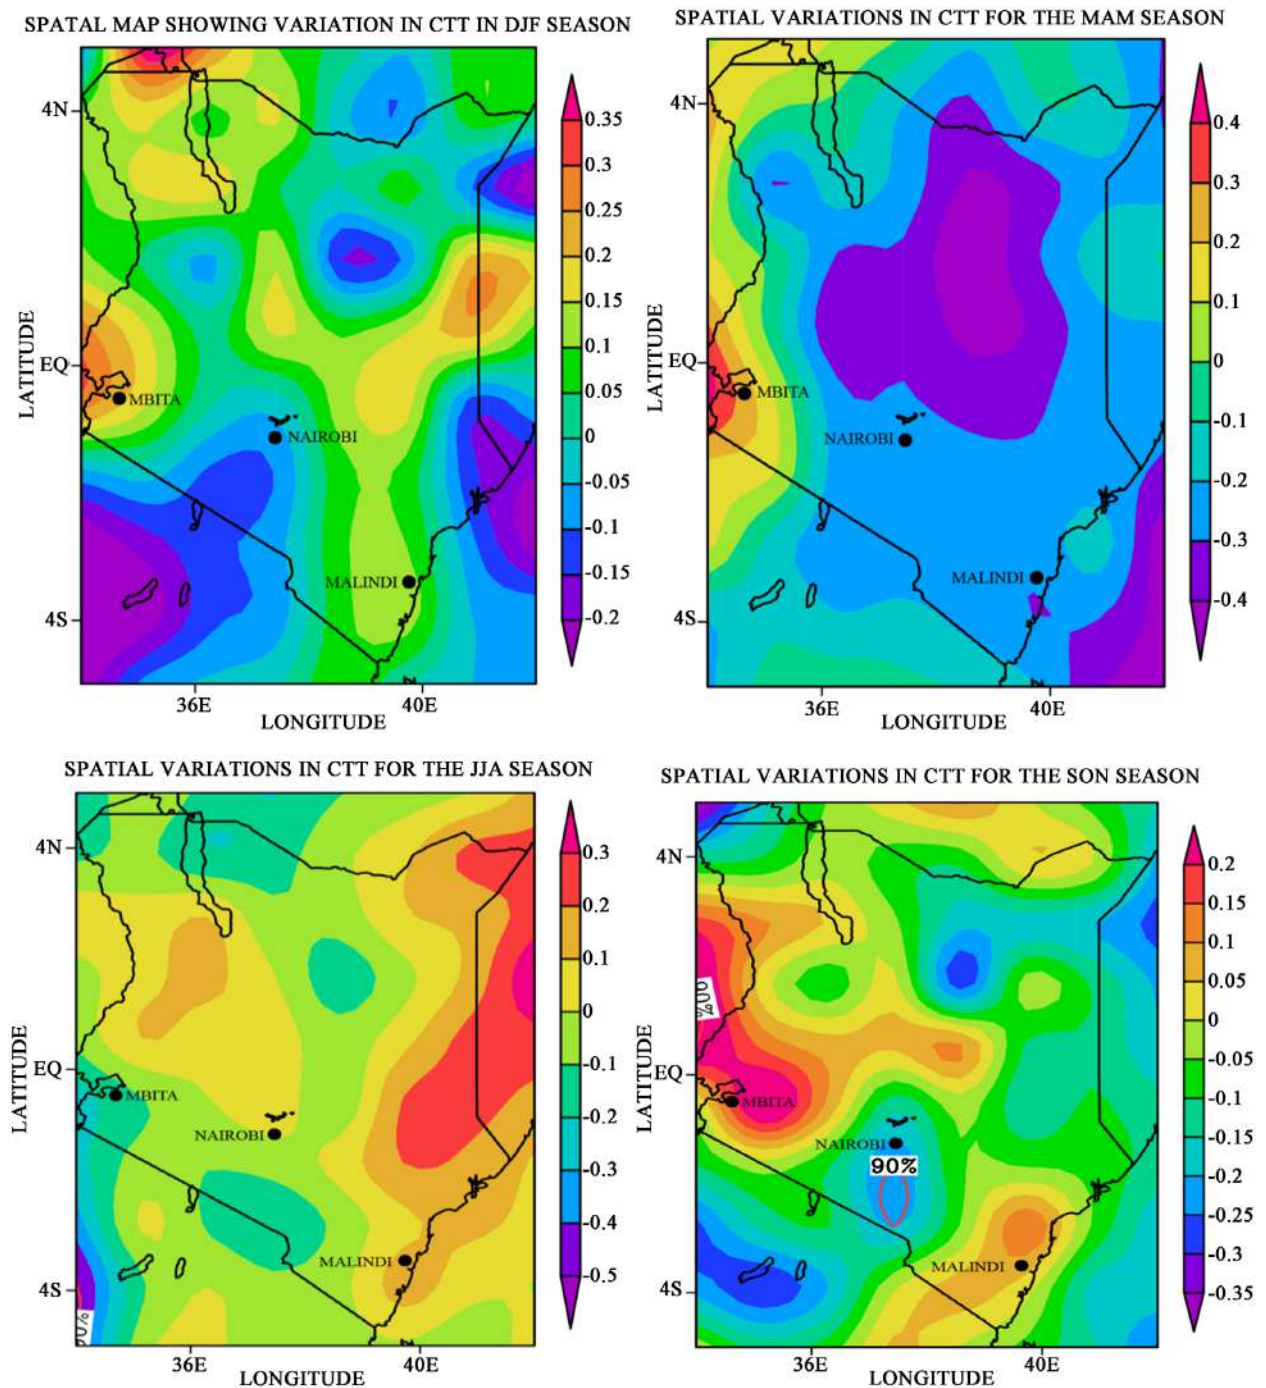 SPATAL MAP SHOWING VARIATION IN CTT IN DJF SEASON
4N
EQ
4S
LATITUDE
MBITA
NAIROBI
MALINDI
36E
40E
LONGITUDE
0.35
0.3
0.25
0.2
0.15
0.1
0.05
0
-0.05
-0.1
-0.15
-0.2
SPATIAL VARIATIONS IN CTT FOR THE MAM SEASON
4N
EQ
4S
LATITUDE
MBITA
NAIROBI
MALINDI
36E
40E
LONGITUDE
0.4
0.3
0.2
0.1
0
-0.1
-0.2
-0.3
-0.4
SPATIAL VARIATIONS IN CTT FOR THE JJA SEASON
4N
EQ
4S
LATITUDE
MBITA
NAIROBI
MALINDI
36E
40E
LONGITUDE
0.3
0.2
0.1
0
-0.1
-0.2
-0.3
-0.4
-0.5
SPATIAL VARIATIONS IN CTT FOR THE SON SEASON
4N
EQ
4S
LATITUDE
MBITA
NAIROBI
90%
MALINDI
36E
40E
LONGITUDE
0.2
0.15
0.1
0.05
0
-0.05
-0.1
-0.15
-0.2
-0.25
-0.3
-0.35